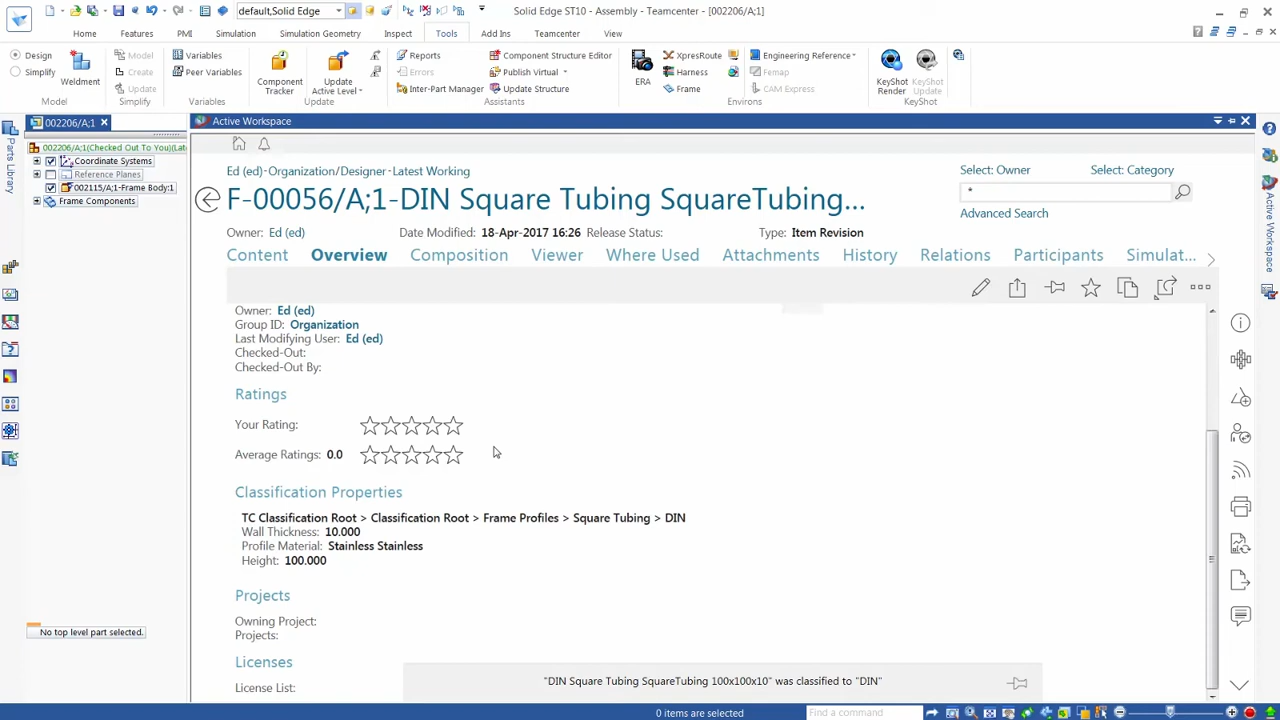 default,Solid Edge
Solid Edge ST10 - Assembly - Teamcenter - [002206/A;1]
Home
Features
PMI
Simulation
Simulation Geometry
Inspect
Tools
Add Ins
Teamcenter
View
Design
Simplify
Weldment
Model
Model
Create
Update
Simplify
Variables
Peer Variables
Variables
Component Tracker
Update Active Level
Update
Reports
Errors
Inter-Part Manager
Component Structure Editor
Publish Virtual
Update Structure
Assistants
ERA
XpresRoute
Harness
Frame
Engineering Reference
Femap
CAM Express
Environs
KeyShot Render
KeyShot Update
KeyShot
002206/A;1
Active Workspace
Parts Library
002206/A;1(Checked Out To You)(Lat
Coordinate Systems
Reference Planes
002115/A;1-Frame Body:1
Frame Components
No top level part selected.
Ed (ed)-Organization/Designer-Latest Working
Select: Owner
Select: Category
F-00056/A;1-DIN Square Tubing SquareTubing...
*
Advanced Search
Owner: Ed (ed)
Date Modified: 18-Apr-2017 16:26
Release Status:
Type: Item Revision
Content
Overview
Composition
Viewer
Where Used
Attachments
History
Relations
Participants
Simulat...
Owner: Ed (ed)
Group ID: Organization
Last Modifying User: Ed (ed)
Checked-Out:
Checked-Out By:
Ratings
Your Rating:
Average Ratings: 0.0
Classification Properties
TC Classification Root > Classification Root > Frame Profiles > Square Tubing > DIN
Wall Thickness: 10.000
Profile Material: Stainless Stainless
Height: 100.000
Projects
Owning Project:
Projects:
Licenses
License List:
"DIN Square Tubing SquareTubing 100x100x10" was classified to "DIN"
Active Workspace
0 items are selected
Find a command